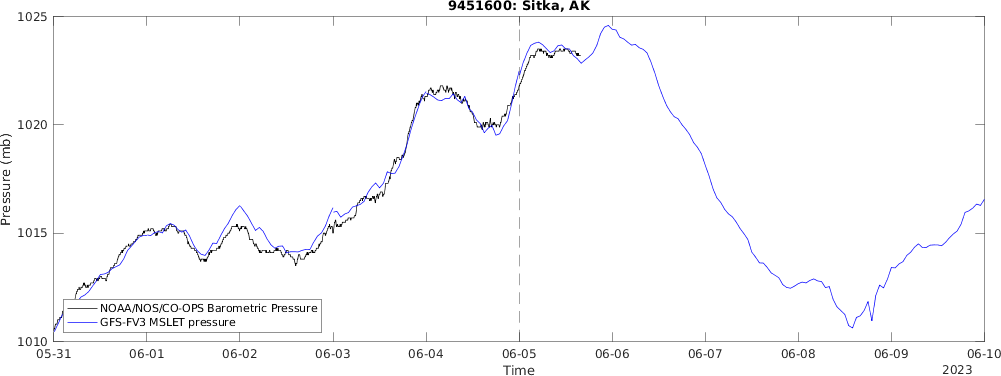 9451600: Sitka, AK
1025
1020
1015
1010
Pressure (mb)
NOAA/NOS/CO-OPS Barometric Pressure
GFS-FV3 MSLET pressure
05-31 06-01 06-02 06-03 06-04 06-05 06-06 06-07 06-08 06-09 06-10
Time
2023